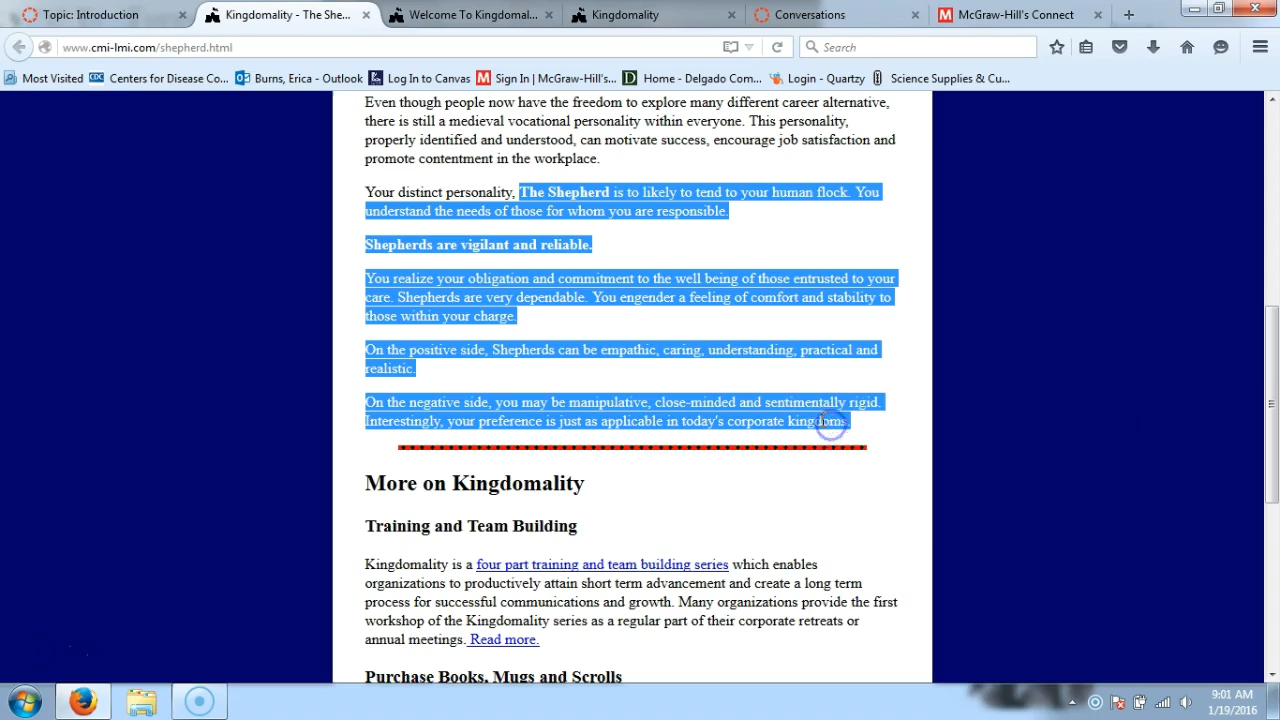 Topic: Introduction
Kingdomality - The She...
Welcome To Kingdomal...
Kingdomality
Conversations
McGraw-Hill's Connect
www.cmi-lmi.com/shepherd.html
Search
Most Visited
Centers for Disease Co...
Burns, Erica - Outlook
Log In to Canvas
Sign In | McGraw-Hill's...
Home - Delgado Com...
Login - Quartzy
Science Supplies & Cu...
Even though people now have the freedom to explore many different career alternative,
there is still a medieval vocational personality within everyone. This personality,
properly identified and understood, can motivate success, encourage job satisfaction and
promote contentment in the workplace.
Your distinct personality, The Shepherd is to likely to tend to your human flock. You
understand the needs of those for whom you are responsible.
Shepherds are vigilant and reliable.
You realize your obligation and commitment to the well being of those entrusted to your
care. Shepherds are very dependable. You engender a feeling of comfort and stability to
those within your charge.
On the positive side, Shepherds can be empathic, caring, understanding, practical and
realistic.
On the negative side, you may be manipulative, close-minded and sentimentally rigid.
Interestingly, your preference is just as applicable in today's corporate kingdoms.
More on Kingdomality
Training and Team Building
Kingdomality is a four part training and team building series which enables
organizations to productively attain short term advancement and create a long term
process for successful communications and growth. Many organizations provide the first
workshop of the Kingdomality series as a regular part of their corporate retreats or
annual meetings. Read more.
Purchase Books, Mugs and Scrolls
9:01 AM
1/19/2016